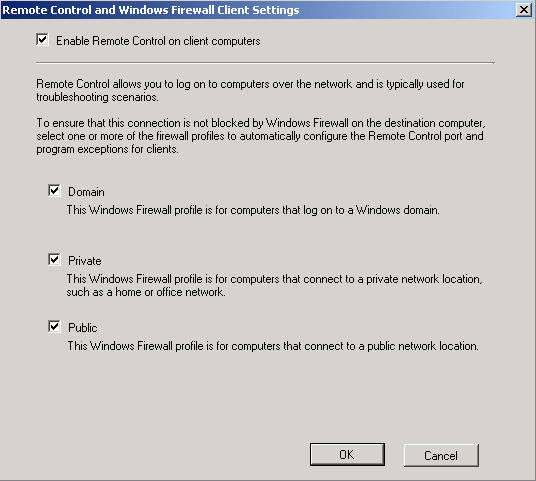 Remote Control and Windows Firewall Client Settings
Enable Remote Control on client computers
Remote Control allows you to log on to computers over the network and is typically used for
troubleshooting scenarios.
To ensure that this connection is not blocked by Windows Firewall on the destination computer,
select one or more of the firewall profiles to automatically configure the Remote Control port and
program exceptions for clients.
Domain
This Windows Firewall profile is for computers that log on to a Windows domain.
Private
This Windows Firewall profile is for computers that connect to a private network location,
such as a home or office network.
Public
This Windows Firewall profile is for computers that connect to a public network location.
OK
Cancel